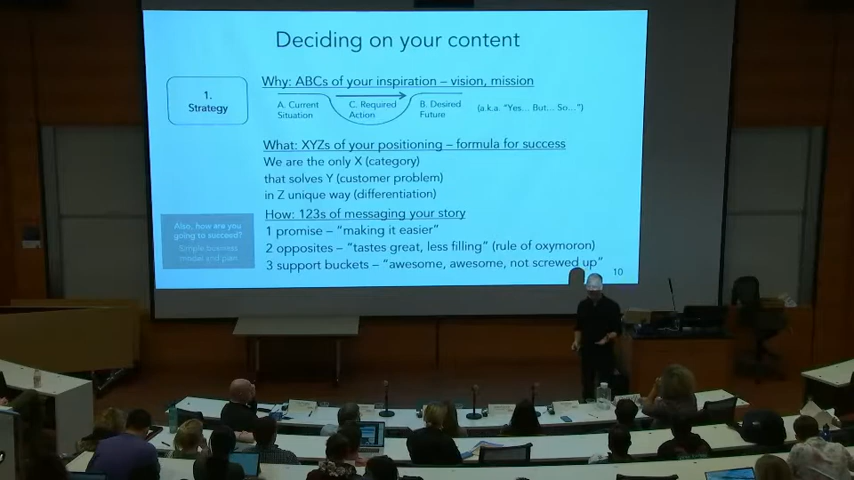 Deciding on your content
1.
Strategy
Why: ABCs of your inspiration – vision, mission
A. Current
Situation
C. Required
Action
B. Desired
Future
(a.k.a. "Yes... But... So...")
What: XYZs of your positioning – formula for success
We are the only X (category)
that solves Y (customer problem)
in Z unique way (differentiation)
How: 123s of messaging your story
1 promise – "making it easier"
2 opposites – "tastes great, less filling" (rule of oxymoron)
3 support buckets – "awesome, awesome, not screwed up"
Also, how are you
going to succeed?
Simple business
model and plan
10